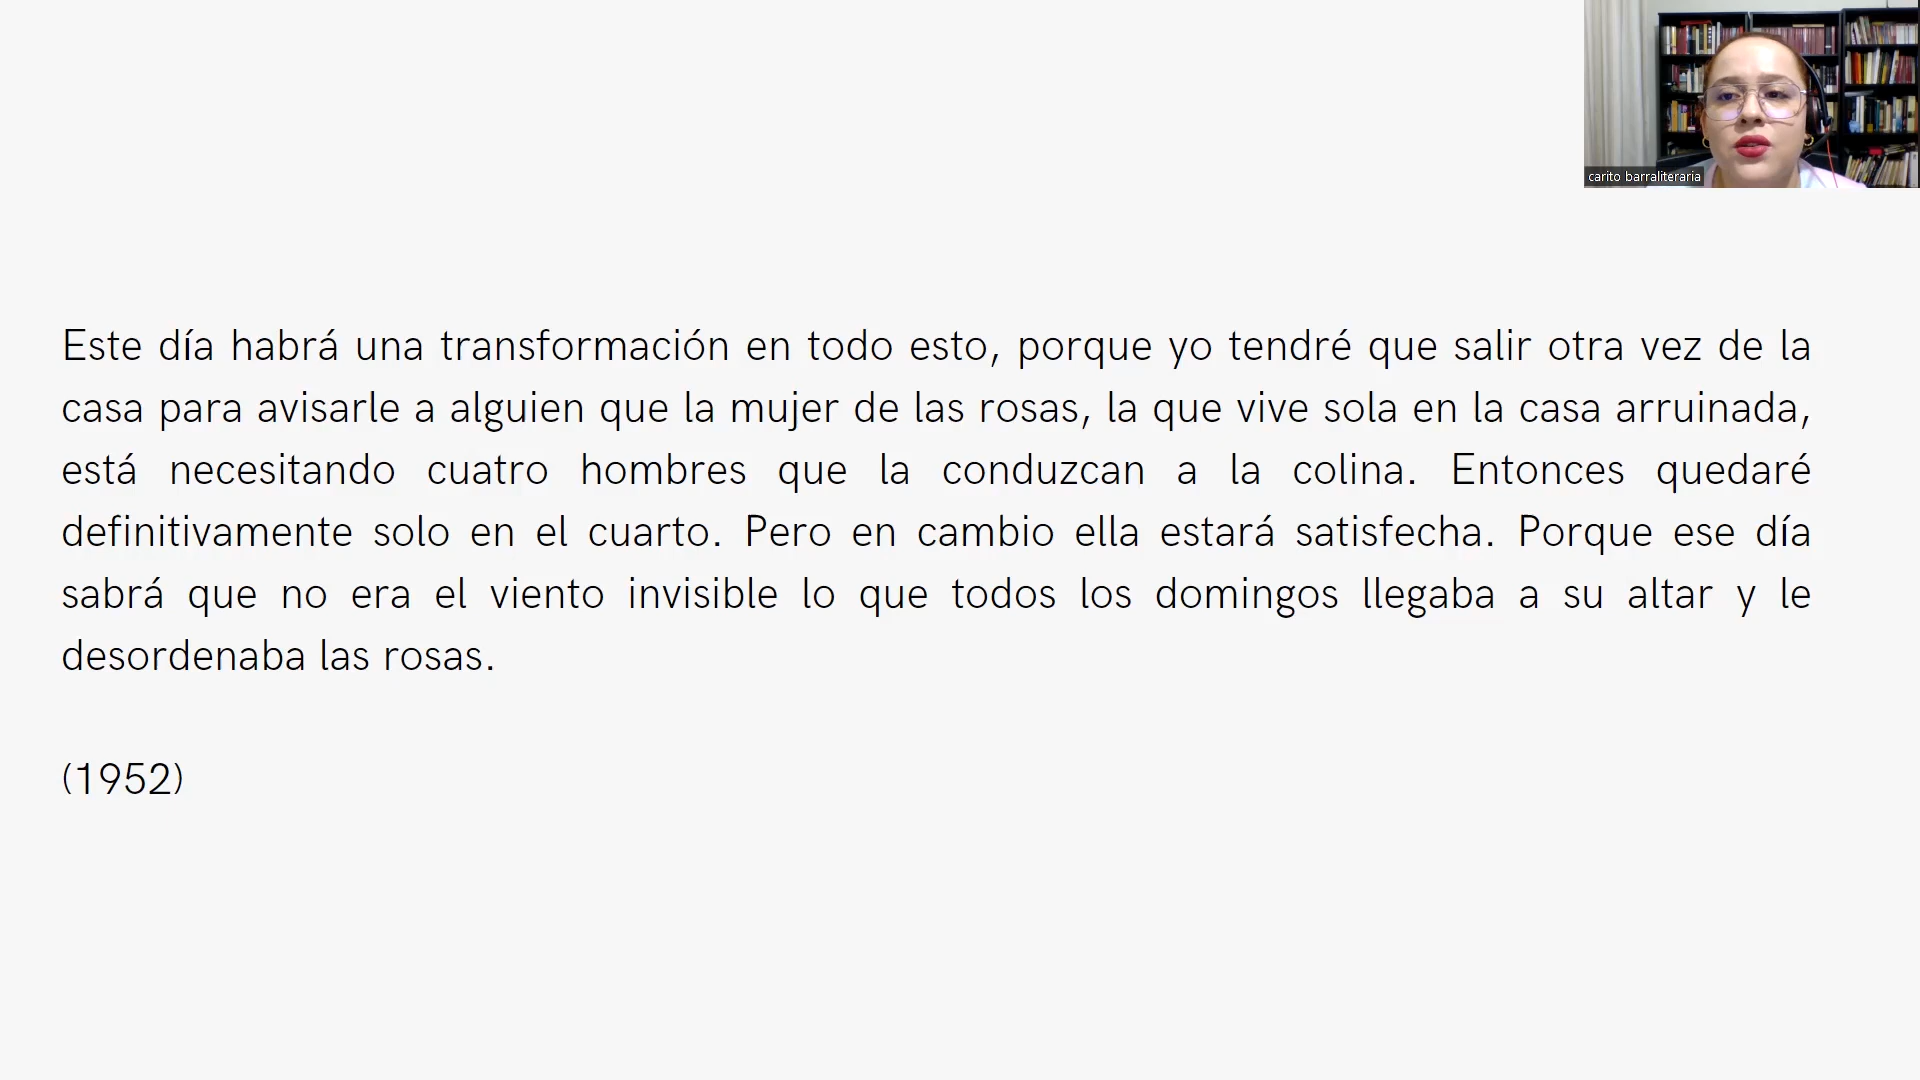 carito barraliteraria
Este día habrá una transformación en todo esto, porque yo tendré que salir otra vez de la
casa para avisarle a alguien que la mujer de las rosas, la que vive sola en la casa arruinada,
está necesitando cuatro hombres que la conduzcan a la colina. Entonces quedaré
definitivamente solo en el cuarto. Pero en cambio ella estará satisfecha. Porque ese día
sabrá que no era el viento invisible lo que todos los domingos llegaba a su altar y le
desordenaba las rosas.
(1952)